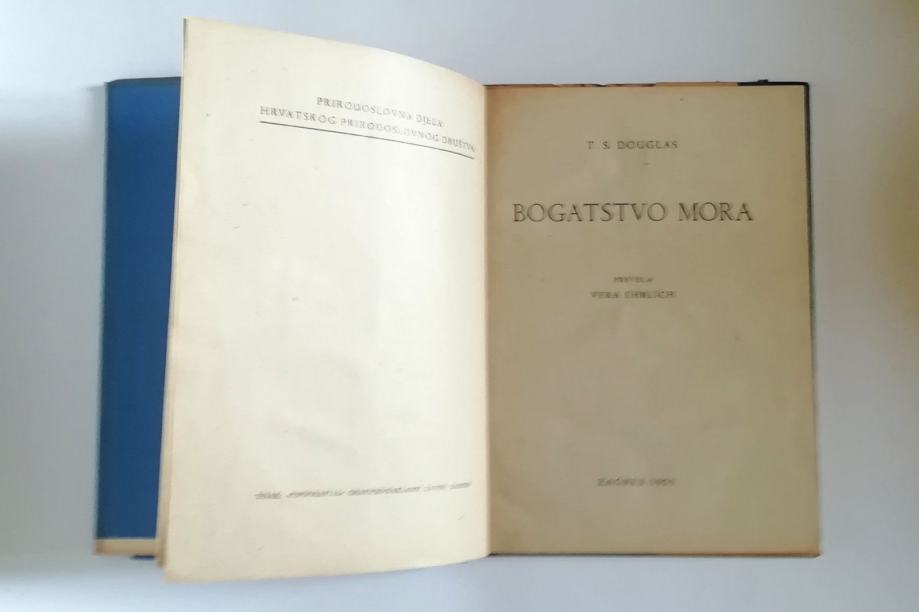 PRIRODOSLOVNA DJELA
HRVATSKOG PRIRODOSLOVNOG DRUŠTVA
T. S. DOUGLAS
BOGATSTVO MORA
PREVELA
VERA EHRLICH
ZAGREB